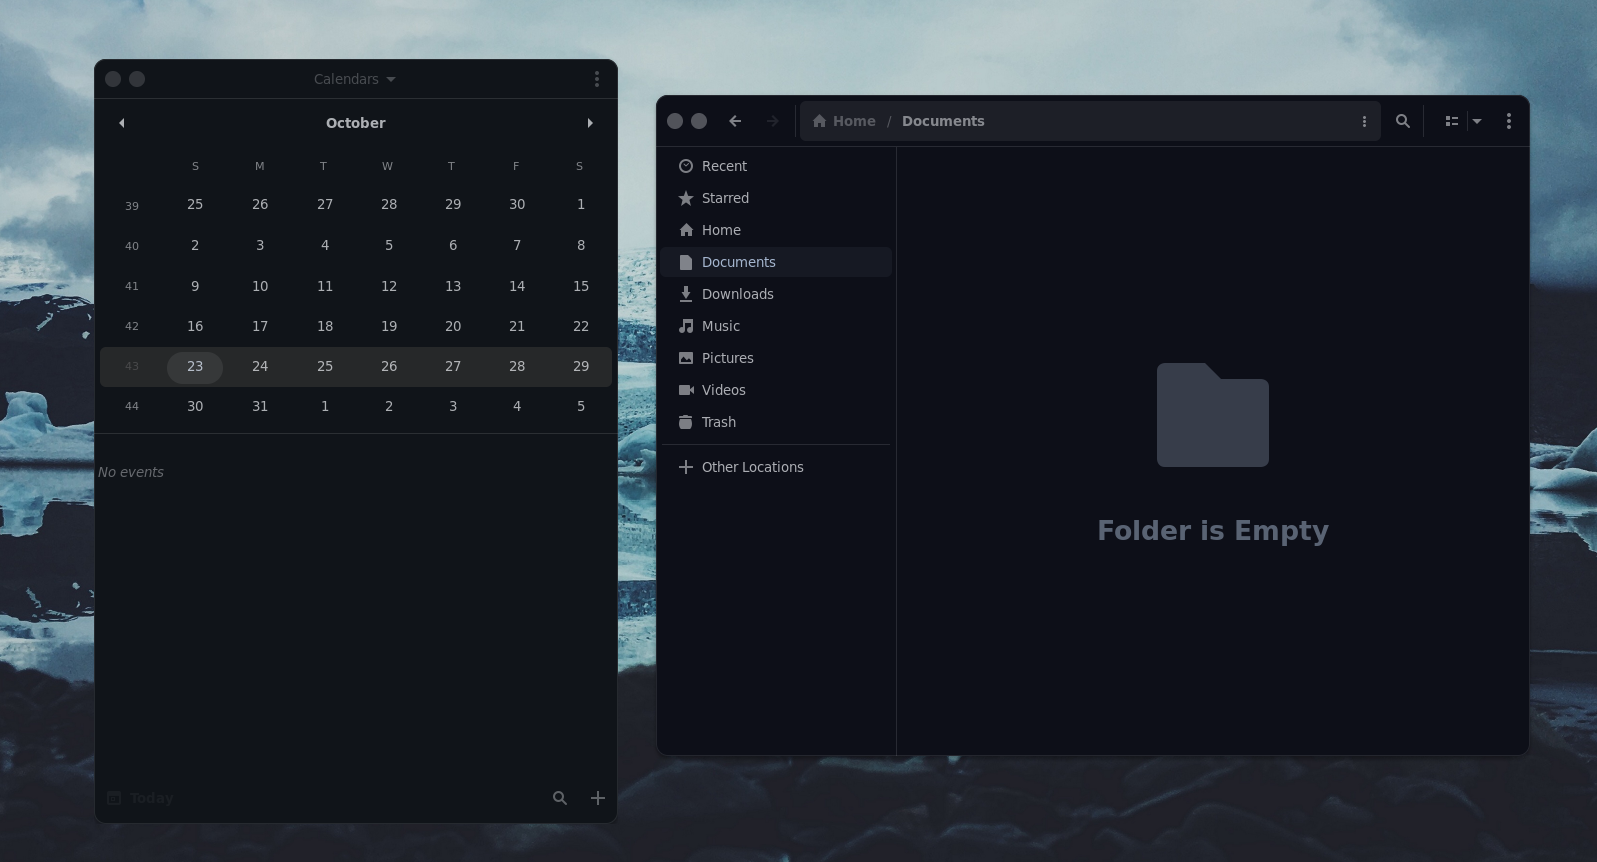 Calendars
October
S M T W T F S
39 25 26 27 28 29 30 1
40 2 3 4 5 6 7 8
41 9 10 11 12 13 14 15
42 16 17 18 19 20 21 22
43 23 24 25 26 27 28 29
44 30 31 1 2 3 4 5
No events
Today
Home / Documents
Recent
Starred
Home
Documents
Downloads
Music
Pictures
Videos
Trash
Other Locations
Folder is Empty